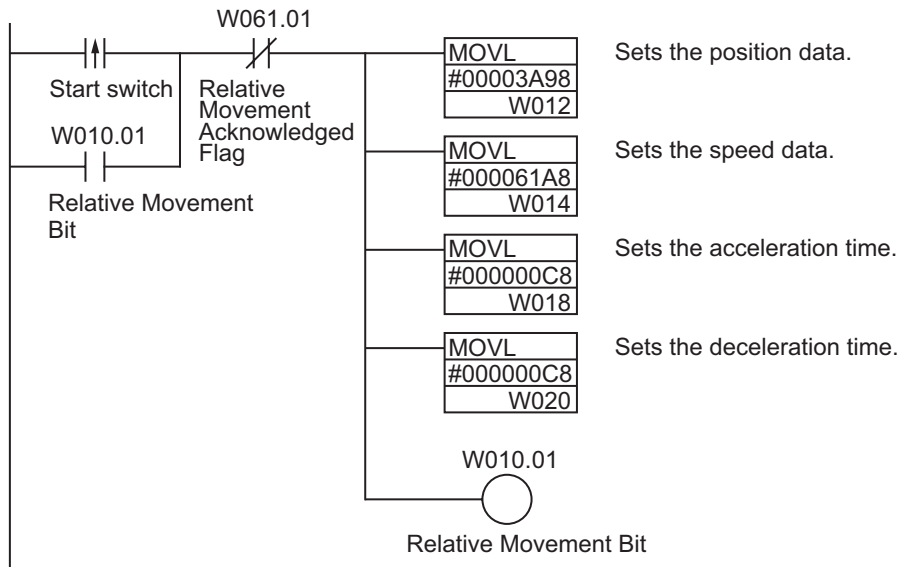 W061.01
Start switch
Relative
Movement
Acknowledged
Flag
W010.01
Relative Movement
Bit
MOVL
#00003A98
W012
Sets the position data.
MOVL
#000061A8
W014
Sets the speed data.
MOVL
#000000C8
W018
Sets the acceleration time.
MOVL
#000000C8
W020
Sets the deceleration time.
W010.01
Relative Movement Bit